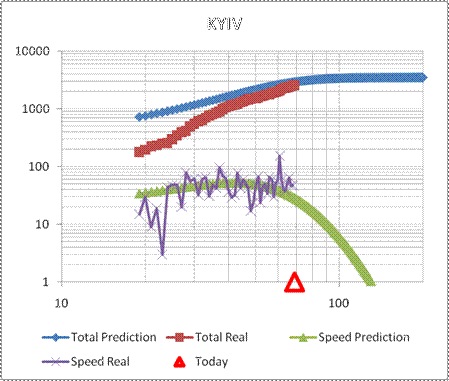 KYIV
10000
1000
100
10
1
10
100
Total Prediction
Total Real
Speed Prediction
Speed Real
Today